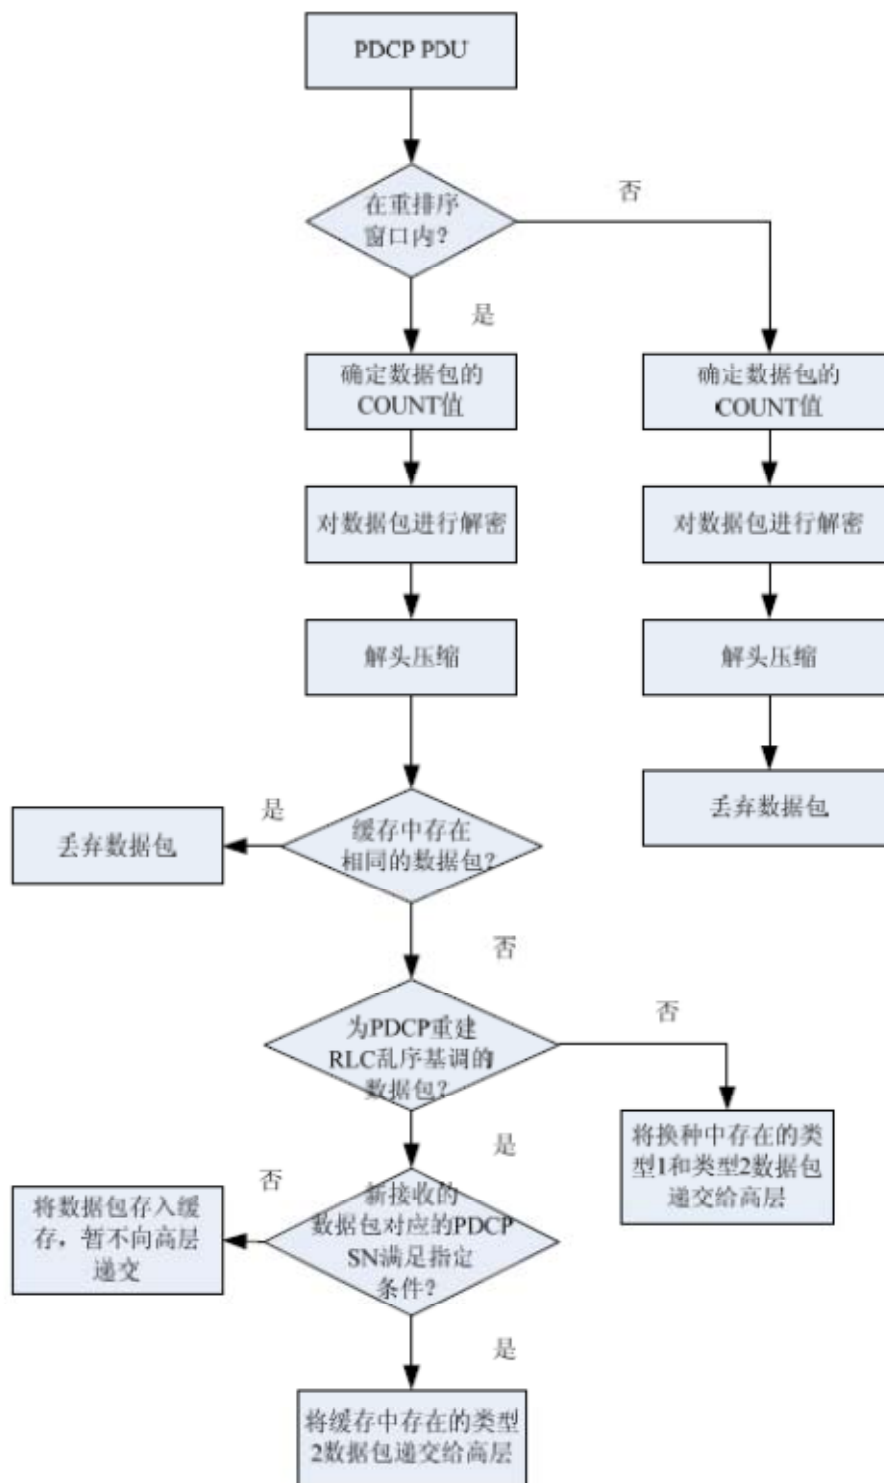 PDCP PDU
在重排序
窗口内?
否
是
确定数据包的
COUNT值
确定数据包的
COUNT值
对数据包进行解密
对数据包进行解密
解头压缩
解头压缩
丢弃数据包
是
丢弃数据包
缓存中存在
相同的数据包?
否
为PDCP重建
RLC乱序基调的
数据包?
否
将换种中存在的类
型1和类型2数据包
递交给高层
是
否
将数据包存入缓
存，暂不向高层
递交
新接收的
数据包对应的PDCP
SN满足指定
条件?
是
将缓存中存在的类型
2数据包递交给高层